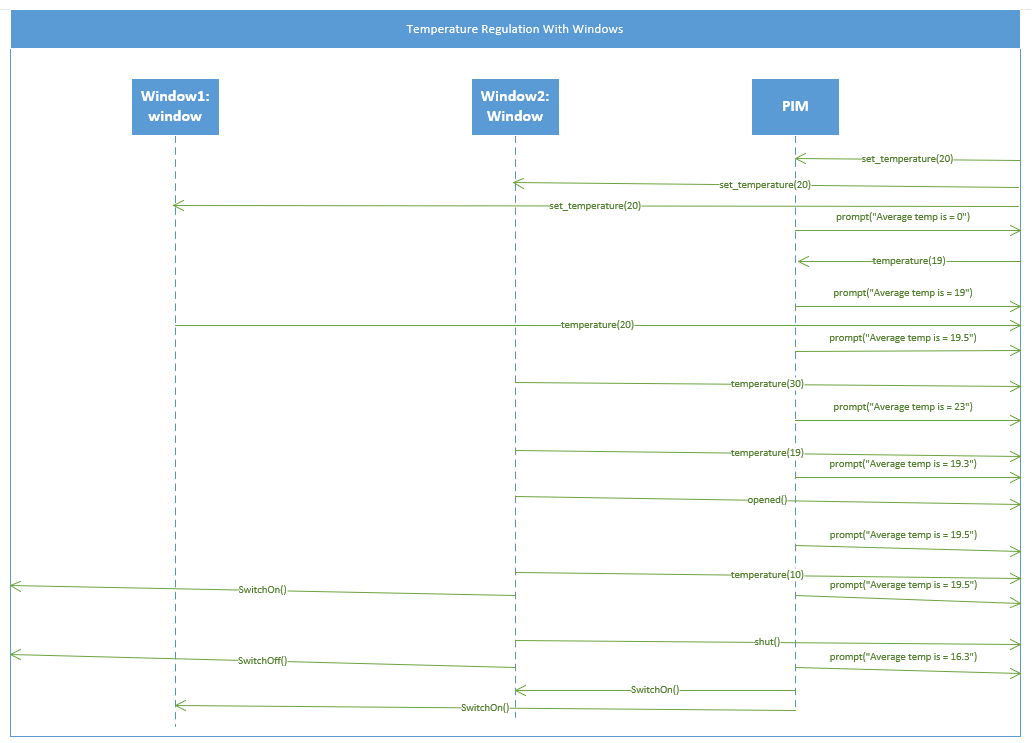 Temperature Regulation With Windows
Window1:
window
Window2:
Window
PIM
set_temperature(20)
set_temperature(20)
set_temperature(20)
prompt("Average temp is = 0")
temperature(19)
prompt("Average temp is = 19")
temperature(20)
prompt("Average temp is = 19.5")
temperature(30)
prompt("Average temp is = 23")
temperature(19)
prompt("Average temp is = 19.3")
opened()
prompt("Average temp is = 19.5")
temperature(10)
prompt("Average temp is = 19.5")
SwitchOn()
shut()
prompt("Average temp is = 16.3")
SwitchOff()
SwitchOn()
SwitchOn()